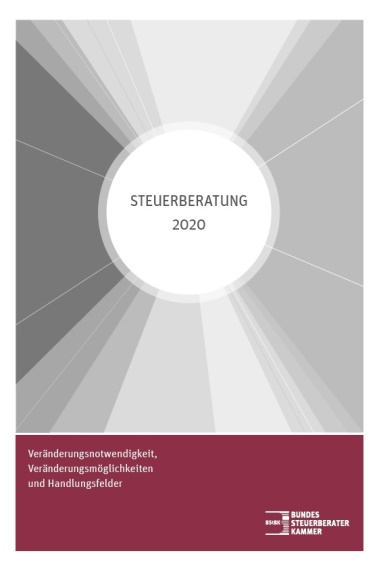 STEUERBERATUNG
2020
Veränderungsnotwendigkeit,
Veränderungsmöglichkeiten
und Handlungsfelder
BStBK
BUNDES
STEUERBERATER
KAMMER